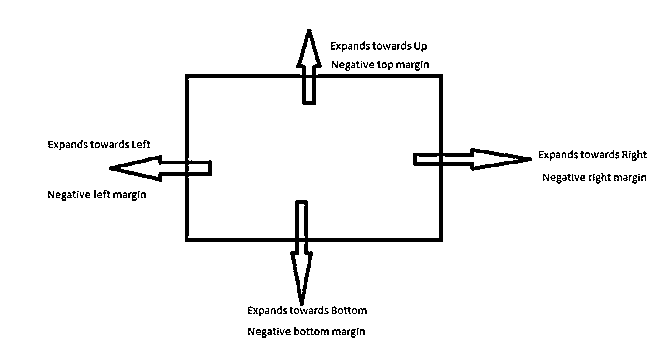 Expands towards Up
Negative top margin
Expands towards Left
Negative left margin
Expands towards Right
Negative right margin
Expands towards Bottom
Negative bottom margin